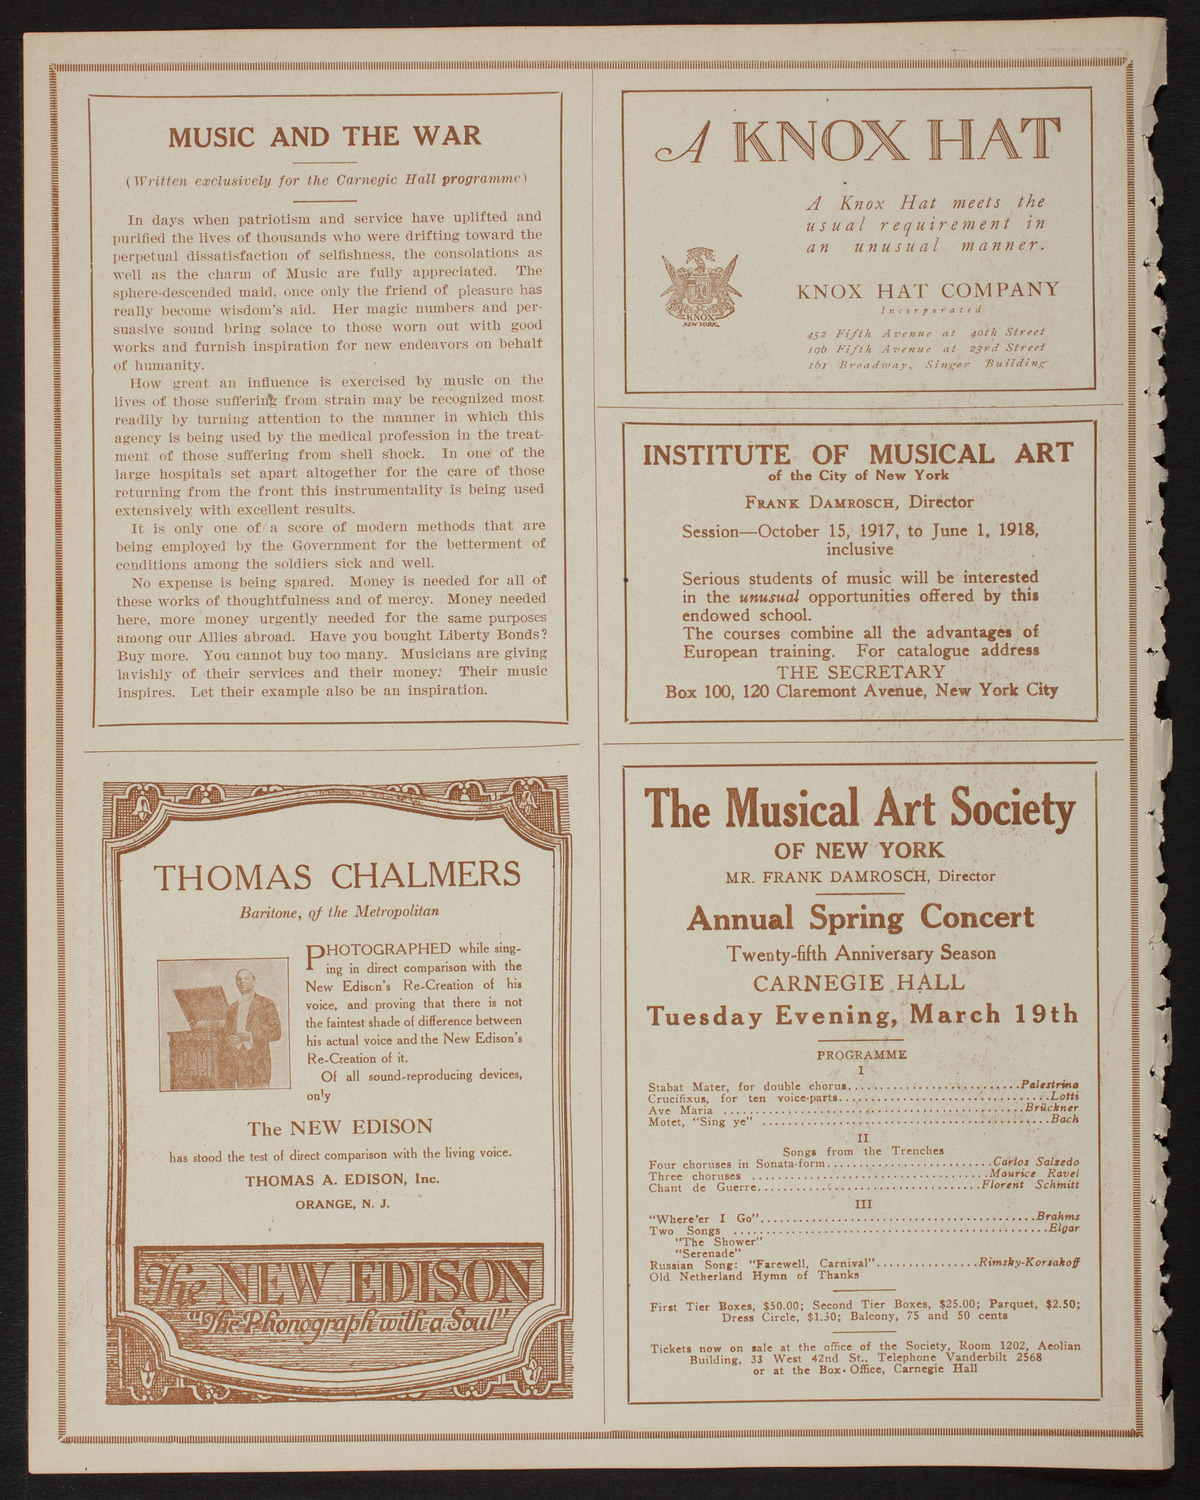 MUSIC AND THE WAR
(Written exclusively for the Carnegie Hall programme)
In days when patriotism and service have uplifted and
purified the lives of thousands who were drifting toward the
perpetual dissatisfaction of selfishness, the consolations as
well as the charm of Music are fully appreciated. The
sphere-descended maid, once only the friend of pleasure has
really become wisdom's aid. Her magic numbers and per-
suasive sound bring solace to those worn out with good
works and furnish inspiration for new endeavors on behalf
of humanity.
How great an influence is exercised by music on the
lives of those suffering from strain may be recognized most
readily by turning attention to the manner in which this
agency is being used by the medical profession in the treat-
ment of those suffering from shell shock. In one of the
large hospitals set apart altogether for the care of those
returning from the front this instrumentality is being used
extensively with excellent results.
It is only one of a score of modern methods that are
being employed by the Government for the betterment of
conditions among the soldiers sick and well.
No expense is being spared. Money is needed for all of
these works of thoughtfulness and of mercy. Money needed
here, more money urgently needed for the same purposes
among our Allies abroad. Have you bought Liberty Bonds?
Buy more. You cannot buy too many. Musicians are giving
lavishly of their services and their money: Their music
inspires. Let their example also be an inspiration.
THOMAS CHALMERS
Baritone, of the Metropolitan
PHOTOGRAPHED while sing-
ing in direct comparison with the
New Edison's Re-Creation of his
voice, and proving that there is not
the faintest shade of difference between
his actual voice and the New Edison's
Re-Creation of it.
Of all sound-reproducing devices,
only
The NEW EDISON
has stood the test of direct comparison with the living voice.
THOMAS A. EDISON, Inc.
ORANGE, N. J.
The NEW EDISON
"The Phonograph with a Soul"
A KNOX HAT
A Knox Hat meets the
usual requirement in
an unusual manner.
KNOX
NEW YORK.
KNOX HAT COMPANY
Incorporated
452 Fifth Avenue at 40th Street
196 Fifth Avenue at 23rd Street
161 Broadway, Singer Building
INSTITUTE OF MUSICAL ART
of the City of New York
FRANK DAMROSCH, Director
Session—October 15, 1917, to June 1, 1918,
inclusive
Serious students of music will be interested
in the unusual opportunities offered by this
endowed school.
The courses combine all the advantages of
European training. For catalogue address
THE SECRETARY
Box 100, 120 Claremont Avenue, New York City
The Musical Art Society
OF NEW YORK
MR. FRANK DAMROSCH, Director
Annual Spring Concert
Twenty-fifth Anniversary Season
CARNEGIE HALL
Tuesday Evening, March 19th
PROGRAMME
I
Stabat Mater, for double chorus..........................Palestrina
Crucifixus, for ten voice-parts................................Lotti
Ave Maria ..............................................Brückner
Motet, "Sing ye" ............................................Bach
II
Songs from the Trenches
Four choruses in Sonata-form.........................Carlos Salzedo
Three choruses ....................................Maurice Ravel
Chant de Guerre..................................Florent Schmitt
III
"Where'er I Go"..........................................Brahms
Two Songs ................................................Elgar
"The Shower"
"Serenade"
Russian Song: "Farewell, Carnival"................Rimsky-Korsakoff
Old Netherland Hymn of Thanks
First Tier Boxes, $50.00; Second Tier Boxes, $25.00; Parquet, $2.50;
Dress Circle, $1.50; Balcony, 75 and 50 cents
Tickets now on sale at the office of the Society, Room 1202, Aeolian
Building, 33 West 42nd St., Telephone Vanderbilt 2568
or at the Box Office, Carnegie Hall